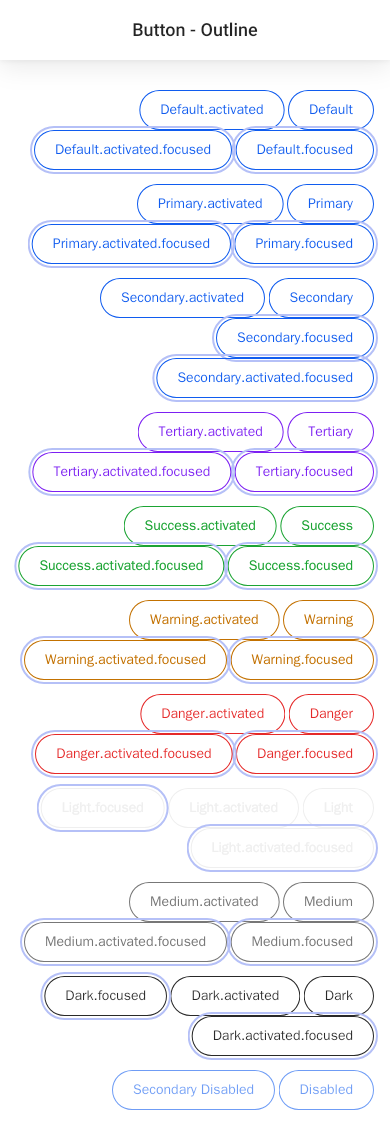 Button - Outline
Default.activated Default
Default.activated.focused Default.focused
Primary.activated Primary
Primary.activated.focused Primary.focused
Secondary.activated Secondary
Secondary.focused
Secondary.activated.focused
Tertiary.activated Tertiary
Tertiary.activated.focused Tertiary.focused
Success.activated Success
Success.activated.focused Success.focused
Warning.activated Warning
Warning.activated.focused Warning.focused
Danger.activated Danger
Danger.activated.focused Danger.focused
Light.focused Light.activated Light
Light.activated.focused
Medium.activated Medium
Medium.activated.focused Medium.focused
Dark.focused Dark.activated Dark
Dark.activated.focused
Secondary Disabled Disabled